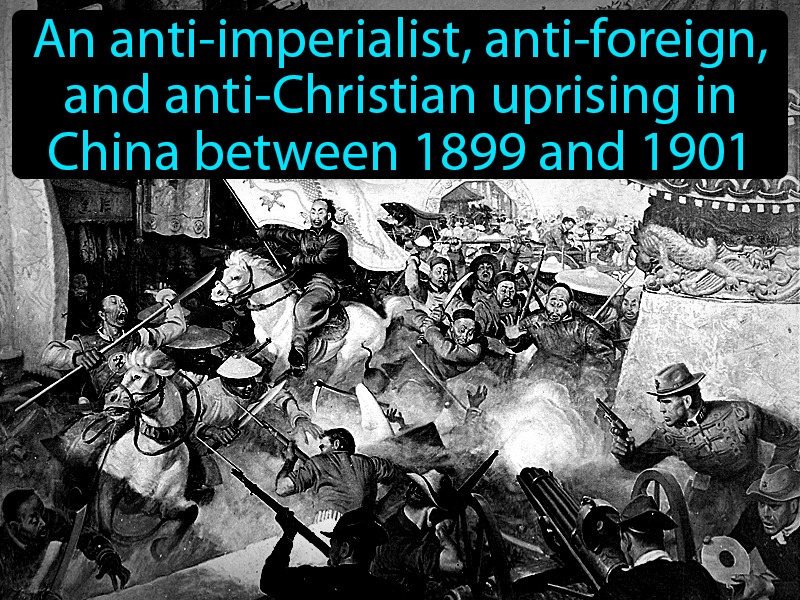 An anti-imperialist, anti-foreign,
and anti-Christian uprising in
China between 1899 and 1901